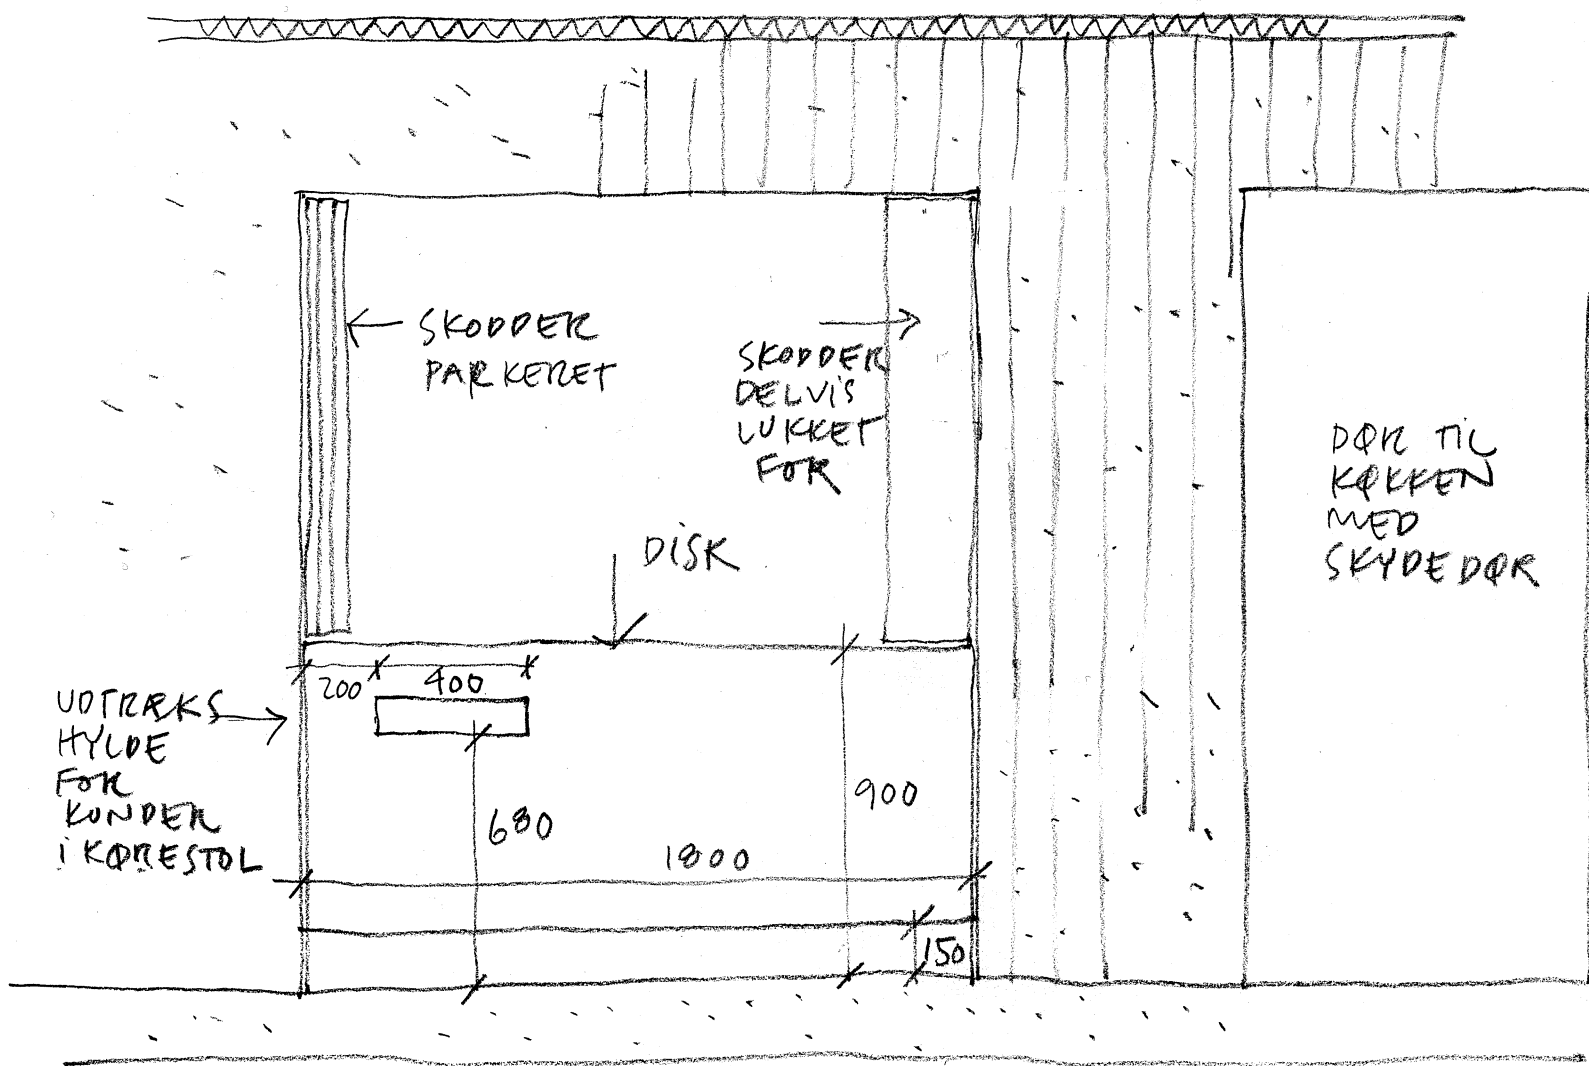 SKODDER
PARKERET
SKODDER
DELVIS
LUKKET
FOR
DØR TIL
KØKKEN
MED
SKYDEDØR
DISK
200
400
UDTRÆKS
HYLDE
FOR
KUNDER
i KØRESTOL
680
900
1800
150